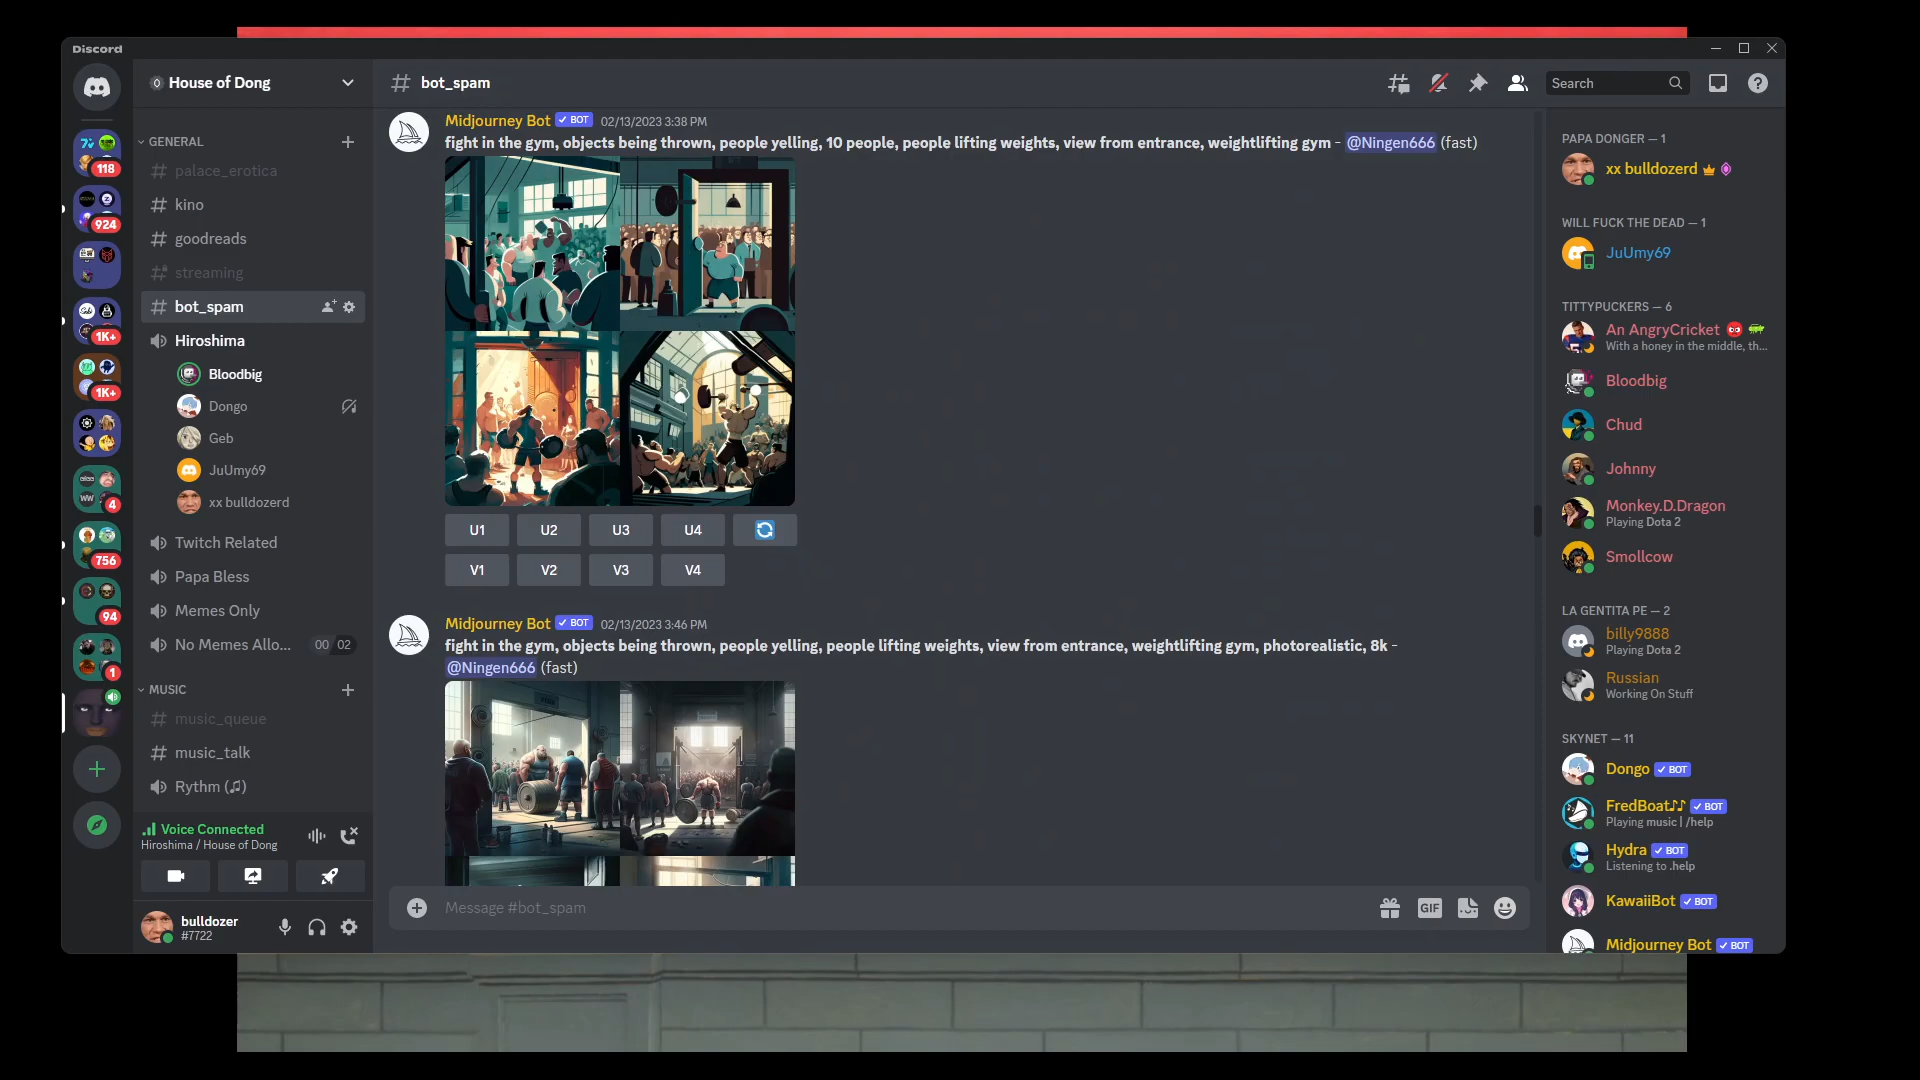 Discord
House of Dong
bot_spam
Search
118
924
1K+
1K+
4
756
94
1
GENERAL
palace_erotica
kino
goodreads
streaming
bot_spam
Hiroshima
Bloodbig
Dongo
Geb
JuUmy69
xx bulldozerd
Twitch Related
Papa Bless
Memes Only
No Memes Allo... 00 02
MUSIC
music_queue
music_talk
Rythm (♫)
Voice Connected
Hiroshima / House of Dong
bulldozer
#7722
Midjourney Bot ✓ BOT 02/13/2023 3:38 PM
fight in the gym, objects being thrown, people yelling, 10 people, people lifting weights, view from entrance, weightlifting gym - @Ningen666 (fast)
U1 U2 U3 U4
V1 V2 V3 V4
Midjourney Bot ✓ BOT 02/13/2023 3:46 PM
fight in the gym, objects being thrown, people yelling, people lifting weights, view from entrance, weightlifting gym, photorealistic, 8k -
@Ningen666 (fast)
Message #bot_spam
GIF
PAPA DONGER — 1
xx bulldozerd
WILL FUCK THE DEAD — 1
JuUmy69
TITTYPUCKERS — 6
An AngryCricket
With a honey in the middle, th...
Bloodbig
Chud
Johnny
Monkey.D.Dragon
Playing Dota 2
Smollcow
LA GENTITA PE — 2
billy9888
Playing Dota 2
Russian
Working On Stuff
SKYNET — 11
Dongo ✓ BOT
FredBoat♪♪ ✓ BOT
Playing music | /help
Hydra ✓ BOT
Listening to .help
KawaiiBot ✓ BOT
Midjourney Bot ✓ BOT